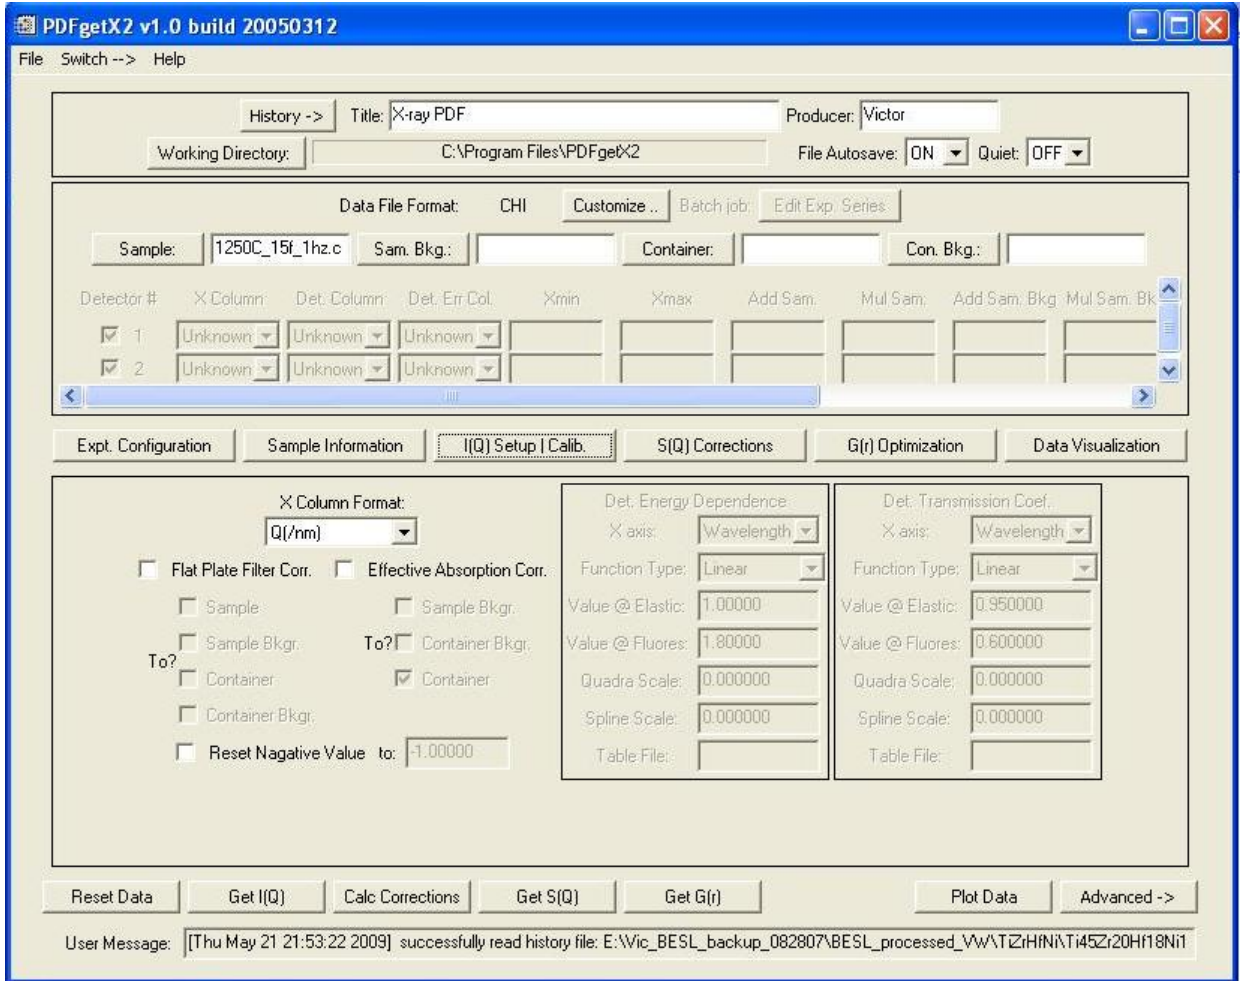 PDFgetX2 v1.0 build 20050312
File Switch --> Help
History -> Title: X-ray PDF Producer: Victor
Working Directory: C:\Program Files\PDFgetX2 File Autosave: ON Quiet: OFF
Data File Format: CHI Customize .. Batch job: Edit Exp. Series
Sample: 1250C_15f_1hz.c Sam. Bkg.: Container: Con. Bkg.:
Detector # X Column Det. Column Det. Err Col. Xmin Xmax Add Sam. Mul Sam. Add Sam. Bkg Mul Sam. Bk
1 Unknown Unknown Unknown
2 Unknown Unknown Unknown
Expt. Configuration Sample Information I(Q) Setup | Calib. S(Q) Corrections G(r) Optimization Data Visualization
X Column Format: Det. Energy Dependence Det. Transmission Coef.
Q(/nm) X axis: Wavelength X axis: Wavelength
Flat Plate Filter Corr. Effective Absorption Corr. Function Type: Linear Function Type: Linear
Sample Sample Bkgr. Value @ Elastic: 1.00000 Value @ Elastic: 0.950000
To? Sample Bkgr. To? Container Bkgr. Value @ Fluores: 1.80000 Value @ Fluores: 0.600000
Container Container Quadra Scale: 0.000000 Quadra Scale: 0.000000
Container Bkgr. Spline Scale: 0.000000 Spline Scale: 0.000000
Reset Nagative Value to: -1.00000 Table File: Table File:
Reset Data Get I(Q) Calc Corrections Get S(Q) Get G(r) Plot Data Advanced ->
User Message: [Thu May 21 21:53:22 2009] successfully read history file: E:\Vic_BESL_backup_082807\BESL_processed_VW\TiZrHfNi\Ti45Zr20Hf18Ni1